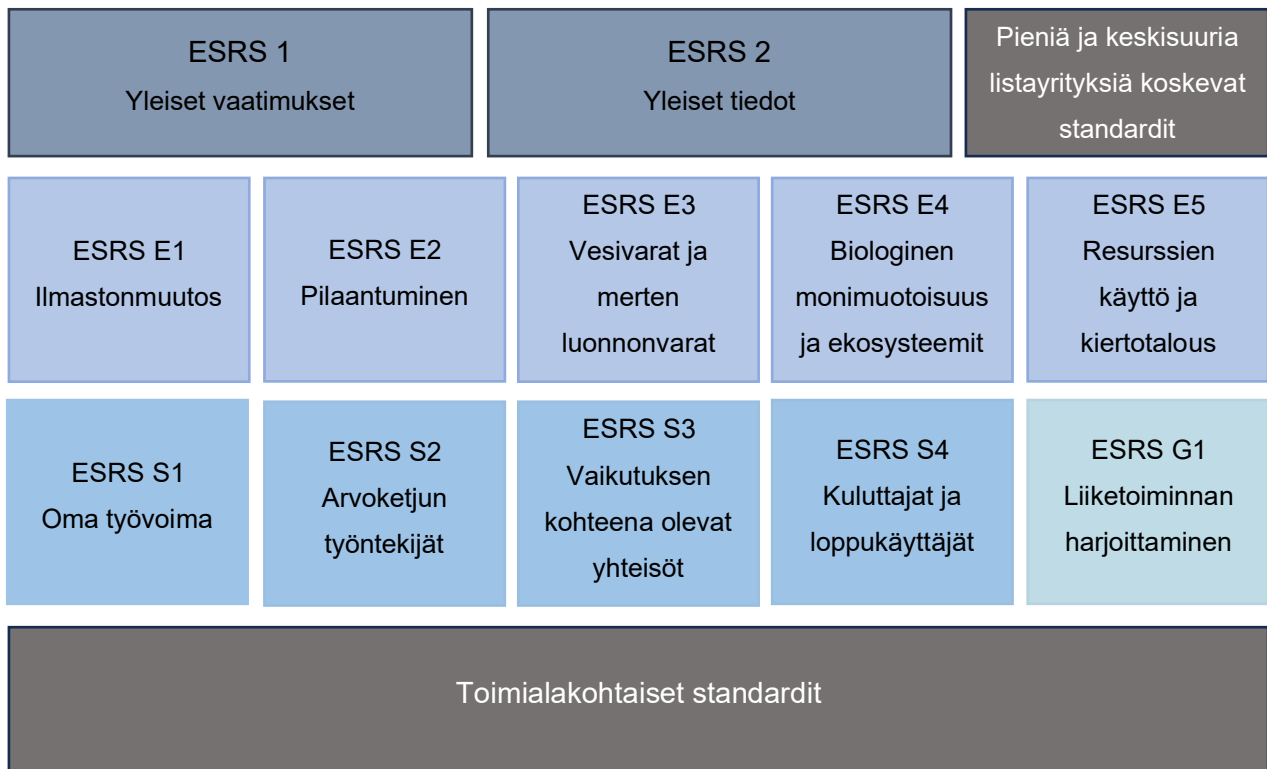 ESRS 1
Yleiset vaatimukset
ESRS 2
Yleiset tiedot
Pieniä ja keskisuuria
listayrityksiä koskevat
standardit
ESRS E1
Ilmastonmuutos
ESRS E2
Pilaantuminen
ESRS E3
Vesivarat ja
merten
luonnonvarat
ESRS E4
Biologinen
monimuotoisuus
ja ekosysteemit
ESRS E5
Resurssien
käyttö ja
kiertotalous
ESRS S1
Oma työvoima
ESRS S2
Arvoketjun
työntekijät
ESRS S3
Vaikutuksen
kohteena olevat
yhteisöt
ESRS S4
Kuluttajat ja
loppukäyttäjät
ESRS G1
Liiketoiminnan
harjoittaminen
Toimialakohtaiset standardit